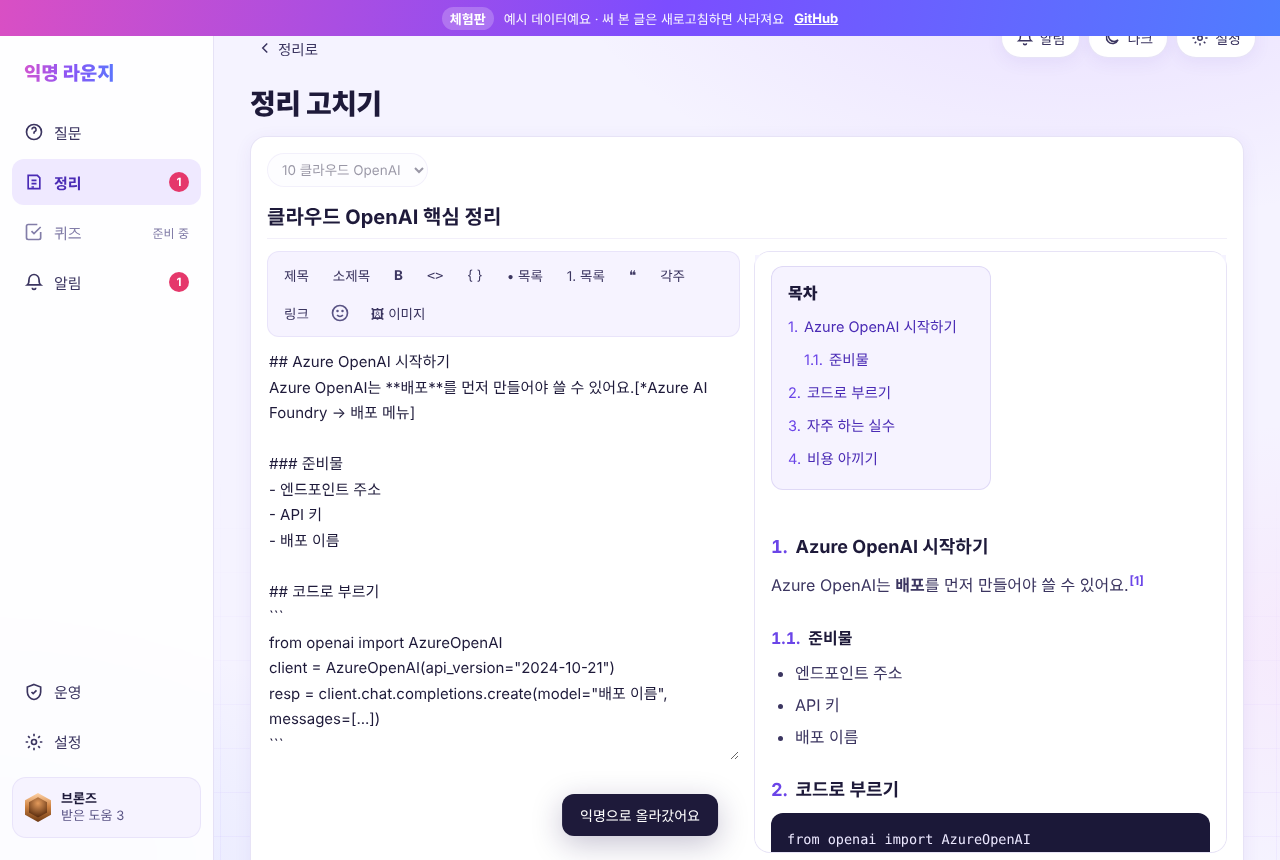 체험판 예시 데이터예요 · 써 본 글은 새로고침하면 사라져요 GitHub
익명 라운지
질문
정리 1
퀴즈 준비 중
알림 1
운영
설정
브론즈
받은 도움 3
정리로
알림 다크 설정
정리 고치기
10 클라우드 OpenAI
클라우드 OpenAI 핵심 정리
제목 소제목 B <> { } • 목록 1. 목록 ❝ 각주
링크 이미지
## Azure OpenAI 시작하기
Azure OpenAI는 **배포**를 먼저 만들어야 쓸 수 있어요.[*Azure AI
Foundry → 배포 메뉴]
### 준비물
- 엔드포인트 주소
- API 키
- 배포 이름
## 코드로 부르기
```
from openai import AzureOpenAI
client = AzureOpenAI(api_version="2024-10-21")
resp = client.chat.completions.create(model="배포 이름",
messages=[...])
```
목차
1. Azure OpenAI 시작하기
1.1. 준비물
2. 코드로 부르기
3. 자주 하는 실수
4. 비용 아끼기
1. Azure OpenAI 시작하기
Azure OpenAI는 배포를 먼저 만들어야 쓸 수 있어요.[1]
1.1. 준비물
• 엔드포인트 주소
• API 키
• 배포 이름
2. 코드로 부르기
from openai import AzureOpenAI
익명으로 올라갔어요